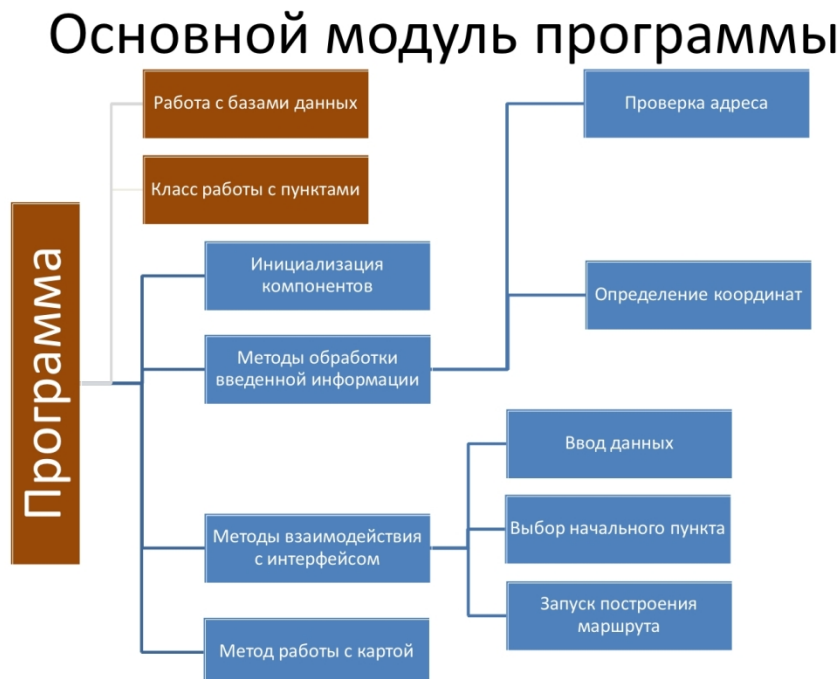 Основной модуль программы
Программа
Работа с базами данных
Класс работы с пунктами
Инициализация
компонентов
Методы обработки
введенной информации
Проверка адреса
Определение координат
Методы взаимодействия
с интерфейсом
Ввод данных
Выбор начального пункта
Запуск построения
маршрута
Метод работы с картой